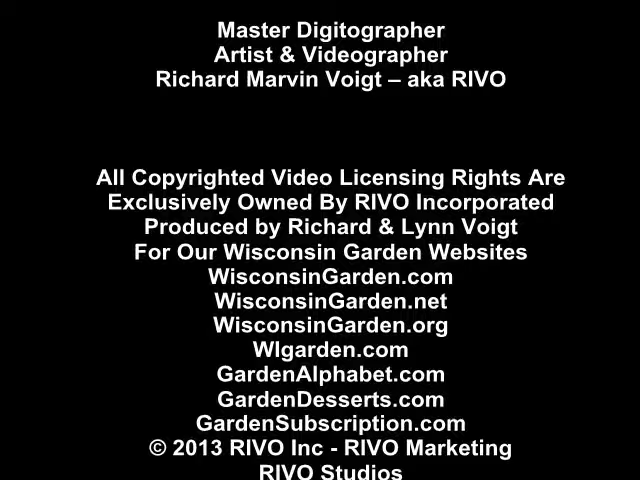 Master Digitographer
Artist & Videographer
Richard Marvin Voigt – aka RIVO
All Copyrighted Video Licensing Rights Are
Exclusively Owned By RIVO Incorporated
Produced by Richard & Lynn Voigt
For Our Wisconsin Garden Websites
WisconsinGarden.com
WisconsinGarden.net
WisconsinGarden.org
WIgarden.com
GardenAlphabet.com
GardenDesserts.com
GardenSubscription.com
© 2013 RIVO Inc - RIVO Marketing
RIVO Studios